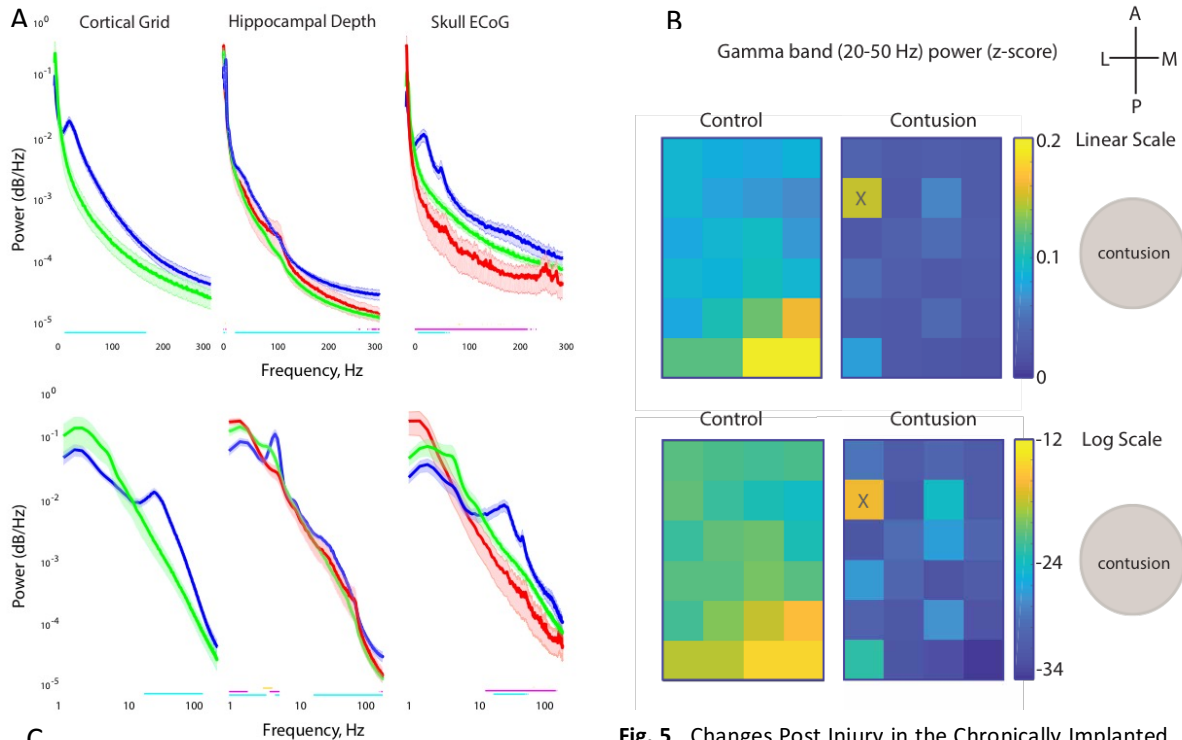 A
Cortical Grid
Hippocampal Depth
Skull ECoG
10^0
10^-1
10^-2
10^-3
10^-4
10^-5
Power (dB/Hz)
0 100 200 300
0 100 200 300
0 100 200 300
Frequency, Hz
10^0
10^-1
10^-2
10^-3
10^-4
10^-5
Power (dB/Hz)
1 10 100
1 10 100
1 10 100
Frequency, Hz
B
Gamma band (20-50 Hz) power (z-score)
A
L M
P
Control
Contusion
X
0.2
0.1
0
Linear Scale
contusion
Control
Contusion
X
-12
-24
-34
Log Scale
contusion
C
Fig. 5 Changes Post Injury in the Chronically Implanted